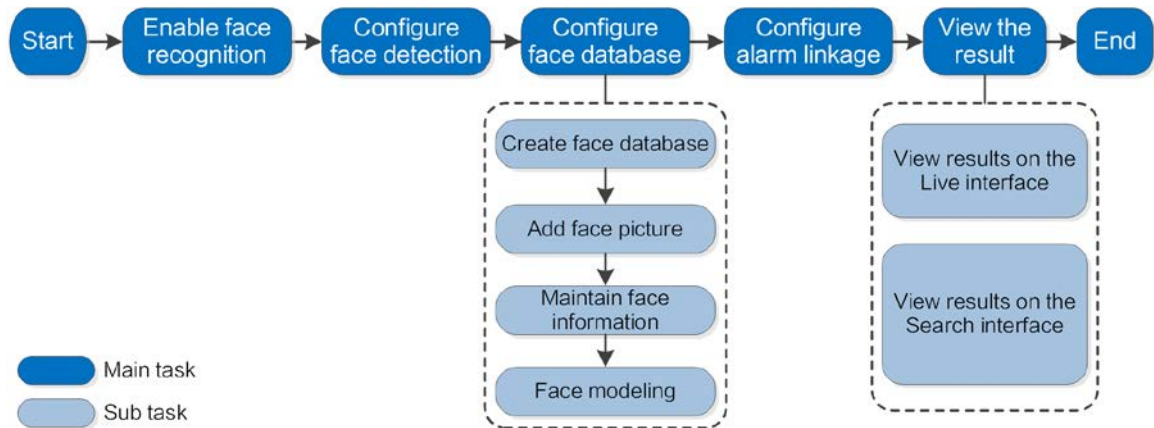 Start
Enable face
recognition
Configure
face detection
Configure
face database
Configure
alarm linkage
View the
result
End
Create face database
Add face picture
Maintain face
information
Face modeling
View results on the
Live interface
View results on the
Search interface
Main task
Sub task